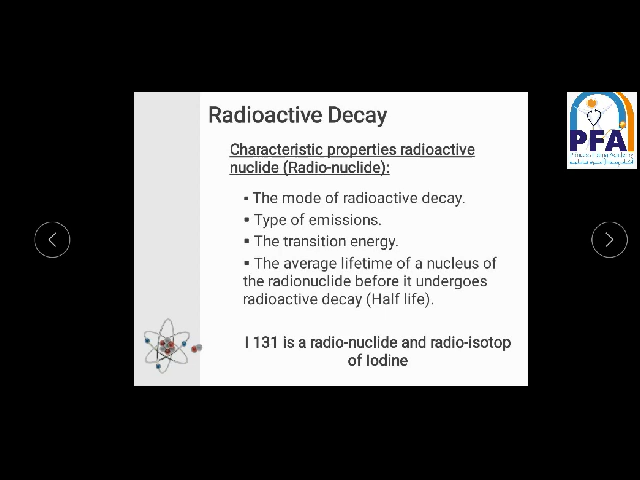 Radioactive Decay
Characteristic properties radioactive
nuclide (Radio-nuclide):
▪ The mode of radioactive decay.
▪ Type of emissions.
▪ The transition energy.
▪ The average lifetime of a nucleus of
the radionuclide before it undergoes
radioactive decay (Half life).
I 131 is a radio-nuclide and radio-isotop
of Iodine
PFA